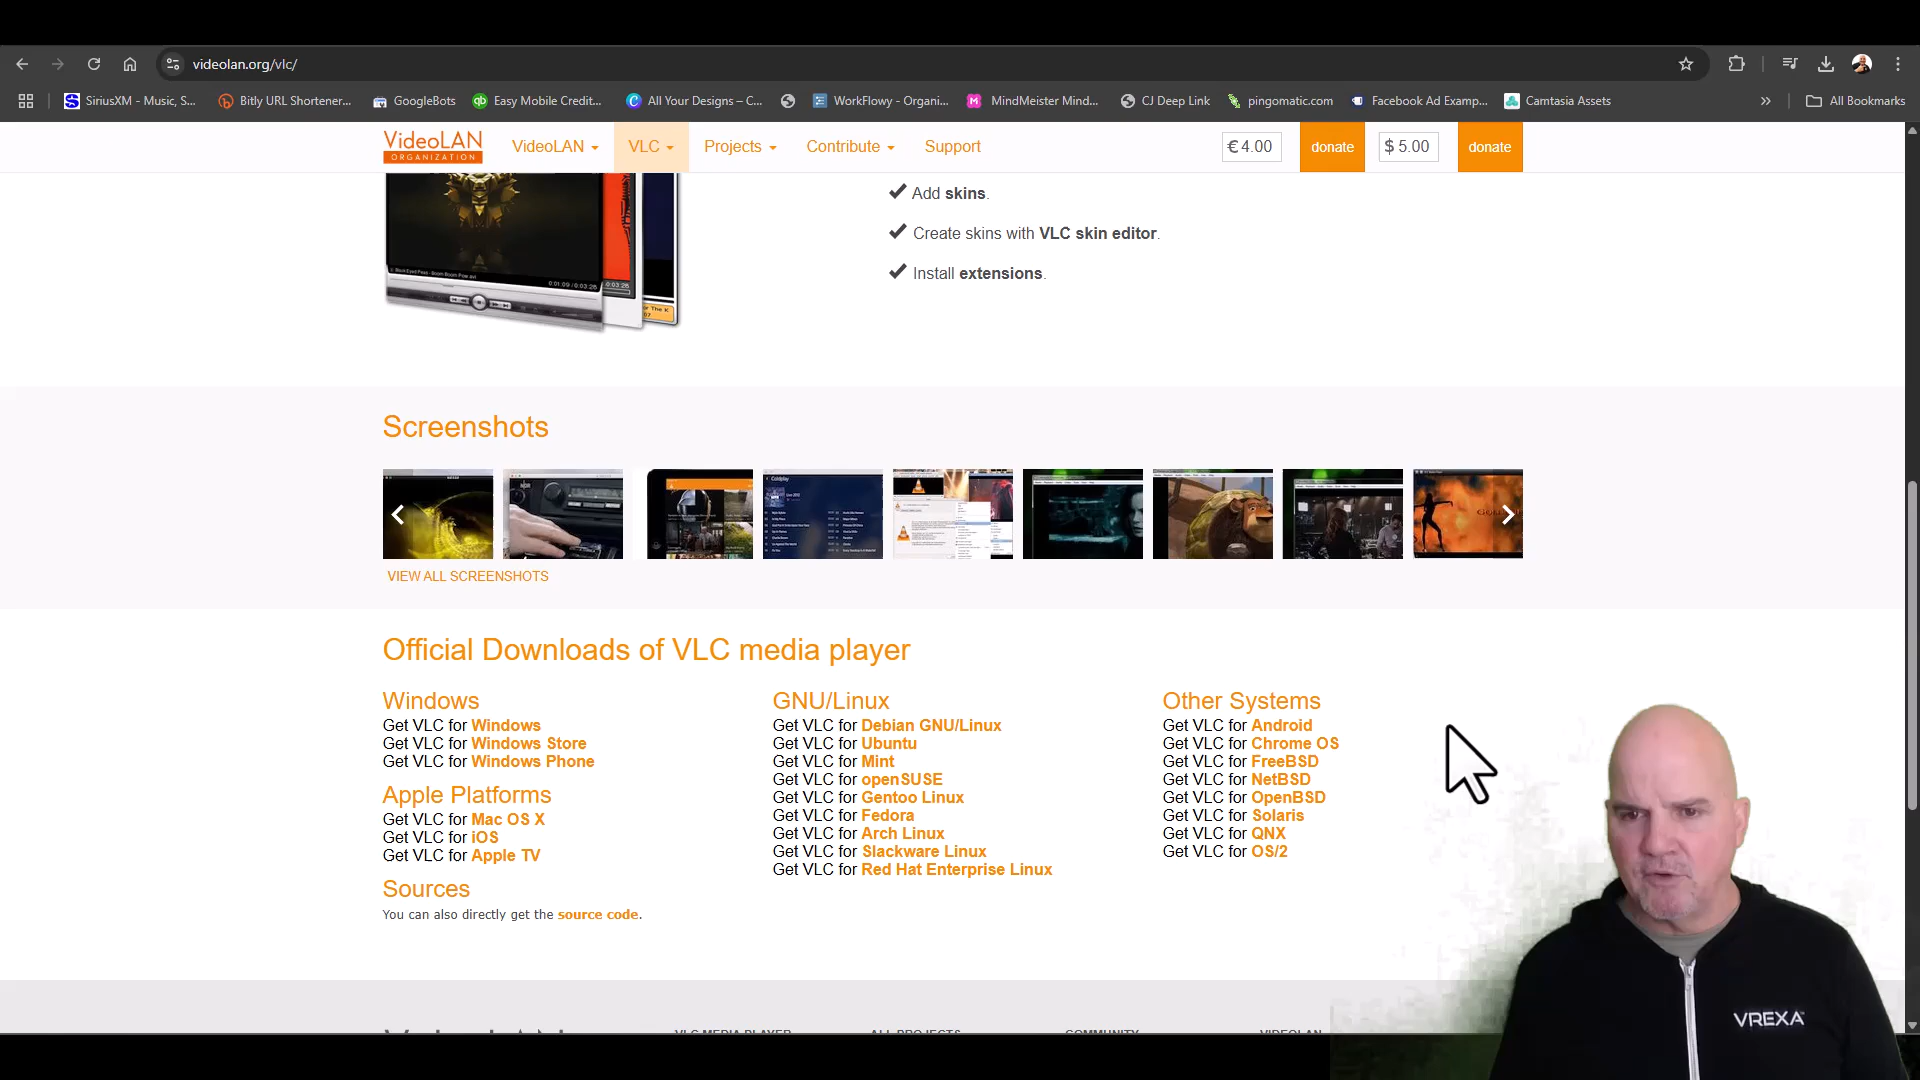 videolan.org/vlc/
SiriusXM - Music, S...
Bitly URL Shortener...
GoogleBots
Easy Mobile Credit...
All Your Designs – C...
WorkFlowy - Organi...
MindMeister Mind...
CJ Deep Link
pingomatic.com
Facebook Ad Examp...
Camtasia Assets
All Bookmarks
VideoLAN
ORGANIZATION
VideoLAN
VLC
Projects
Contribute
Support
€ 4.00
donate
$ 5.00
donate
Add skins.
Create skins with VLC skin editor.
Install extensions.
Screenshots
VIEW ALL SCREENSHOTS
Official Downloads of VLC media player
Windows
Get VLC for Windows
Get VLC for Windows Store
Get VLC for Windows Phone
Apple Platforms
Get VLC for Mac OS X
Get VLC for iOS
Get VLC for Apple TV
Sources
You can also directly get the source code.
GNU/Linux
Get VLC for Debian GNU/Linux
Get VLC for Ubuntu
Get VLC for Mint
Get VLC for openSUSE
Get VLC for Gentoo Linux
Get VLC for Fedora
Get VLC for Arch Linux
Get VLC for Slackware Linux
Get VLC for Red Hat Enterprise Linux
Other Systems
Get VLC for Android
Get VLC for Chrome OS
Get VLC for FreeBSD
Get VLC for NetBSD
Get VLC for OpenBSD
Get VLC for Solaris
Get VLC for QNX
Get VLC for OS/2
VREXA